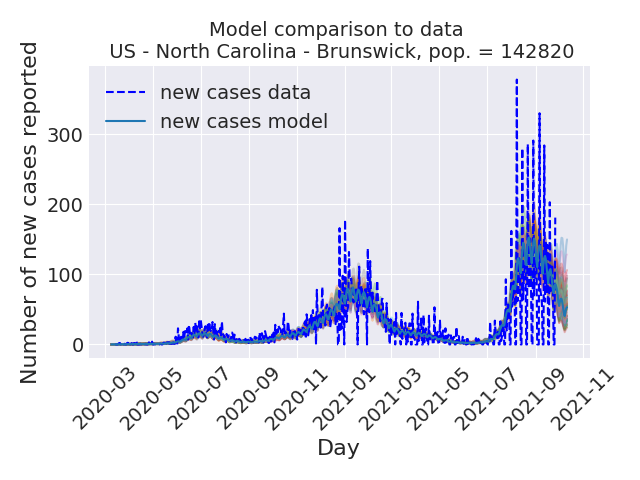 Model comparison to data
US - North Carolina - Brunswick, pop. = 142820
new cases data
new cases model
Number of new cases reported
300
200
100
0
2020-03
2020-05
2020-07
2020-09
2020-11
2021-01
2021-03
2021-05
2021-07
2021-09
2021-11
Day